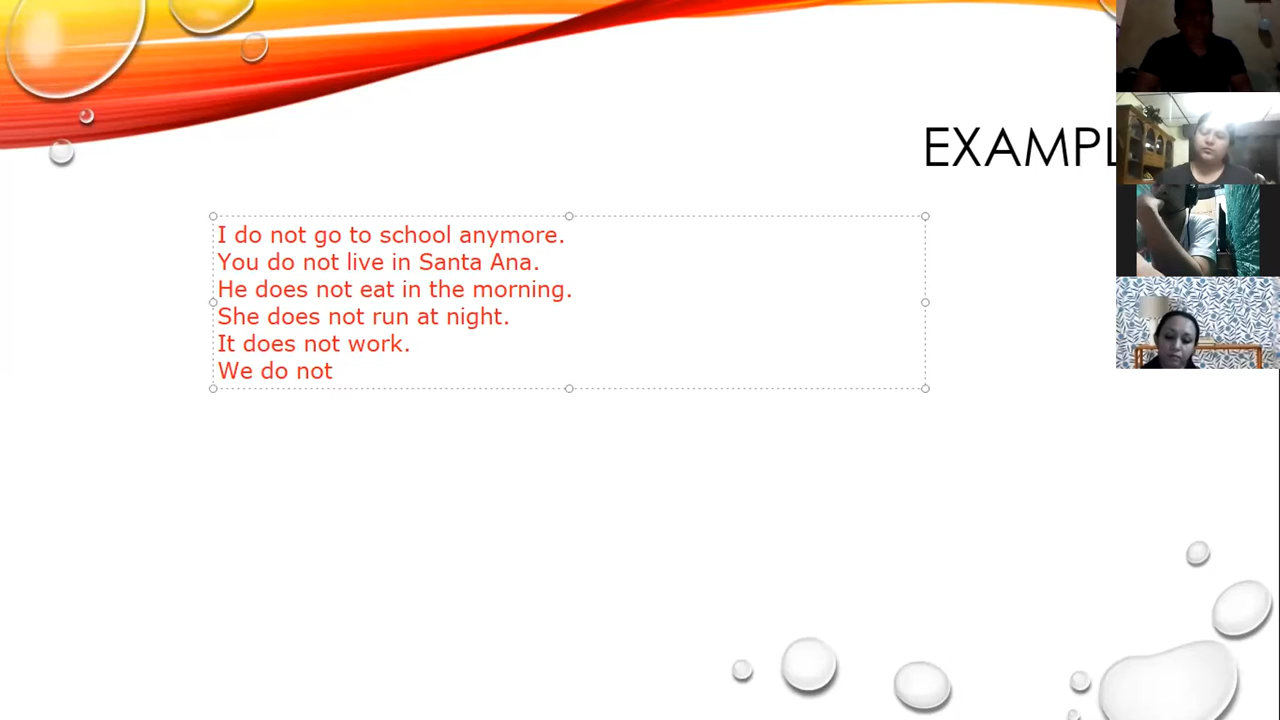 EXAMPL
I do not go to school anymore.
You do not live in Santa Ana.
He does not eat in the morning.
She does not run at night.
It does not work.
We do not